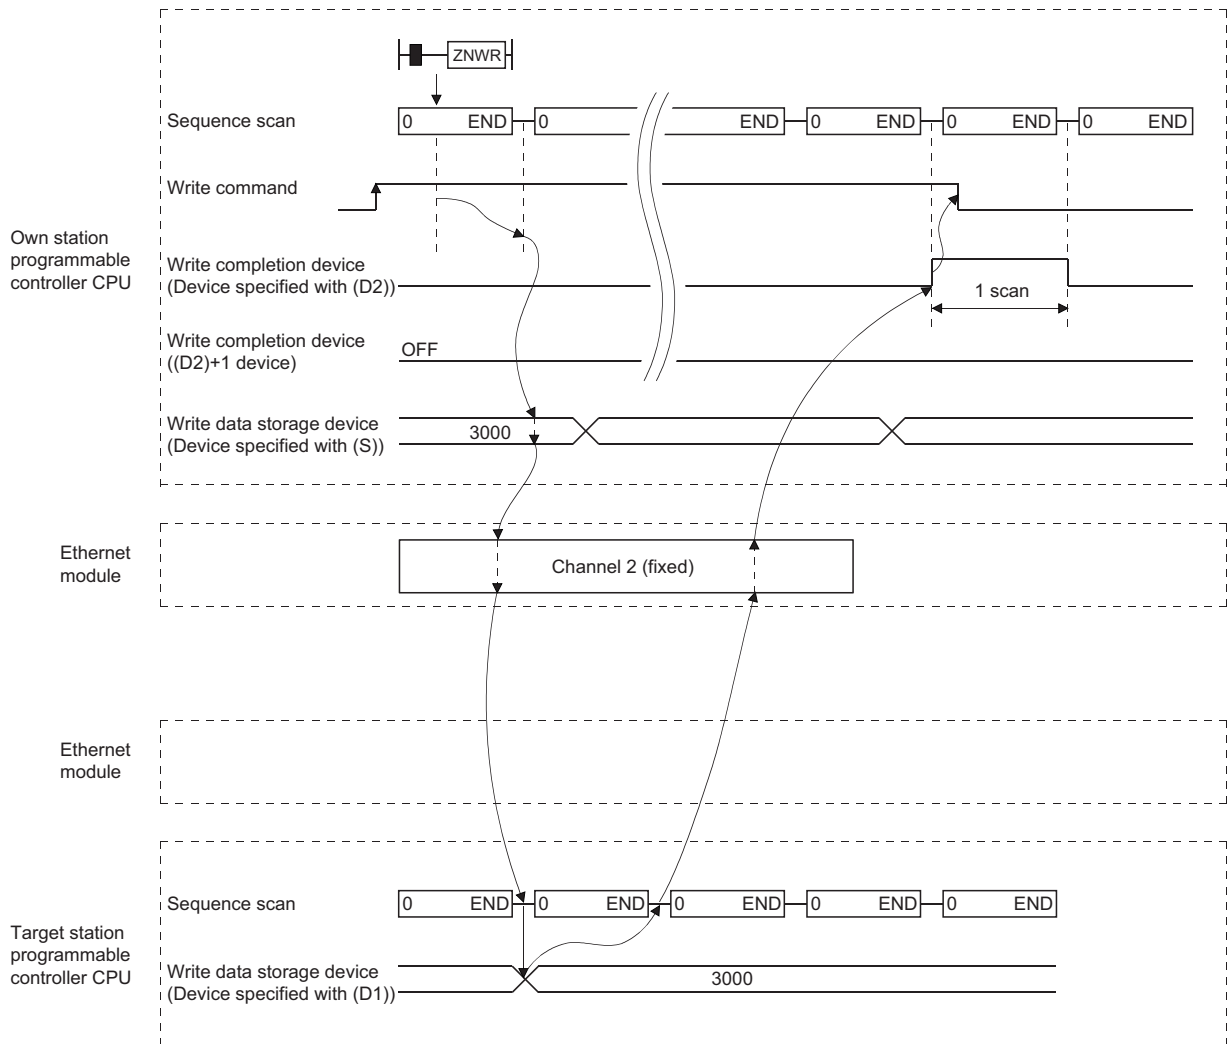 ZNWR
Sequence scan
0 END 0 END 0 END 0 END 0 END
Write command
Own station
programmable
controller CPU
Write completion device
(Device specified with (D2))
1 scan
Write completion device
((D2)+1 device)
OFF
Write data storage device
(Device specified with (S))
3000
Ethernet
module
Channel 2 (fixed)
Ethernet
module
Sequence scan
0 END 0 END 0 END 0 END 0 END
Target station
programmable
controller CPU
Write data storage device
(Device specified with (D1))
3000